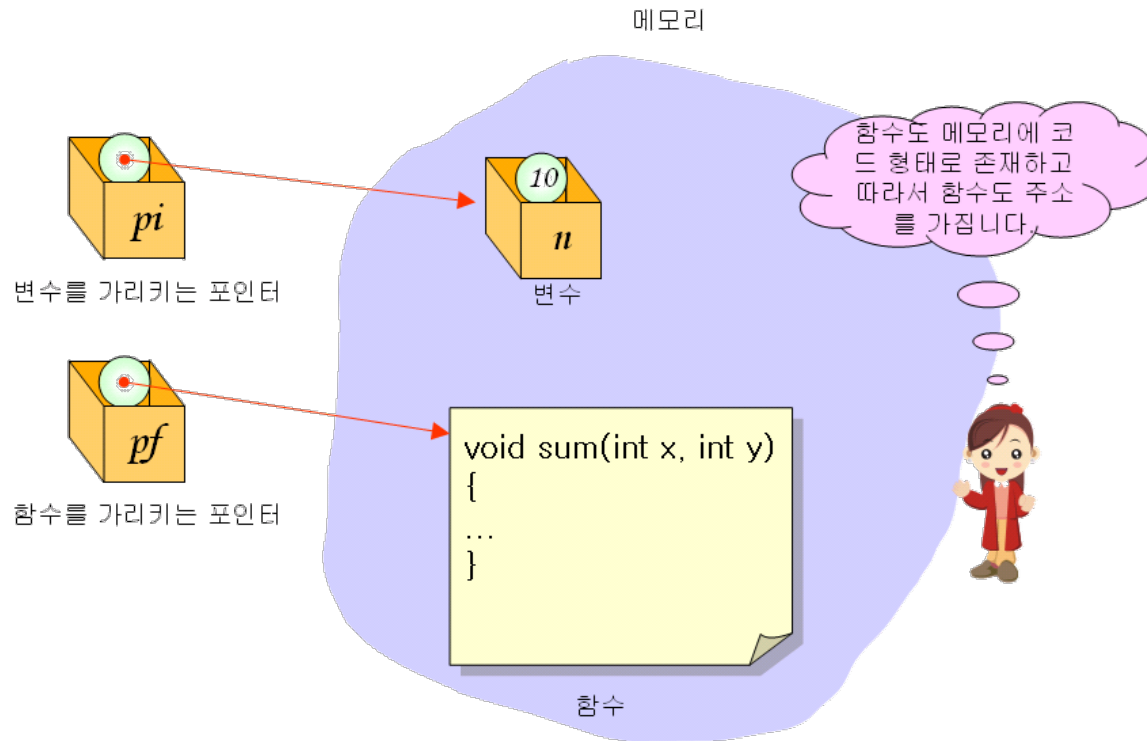 메모리
함수도 메모리에 코
드 형태로 존재하고
따라서 함수도 주소
를 가집니다.
pi
변수를 가리키는 포인터
10
n
변수
pf
함수를 가리키는 포인터
void sum(int x, int y)
{
...
}
함수